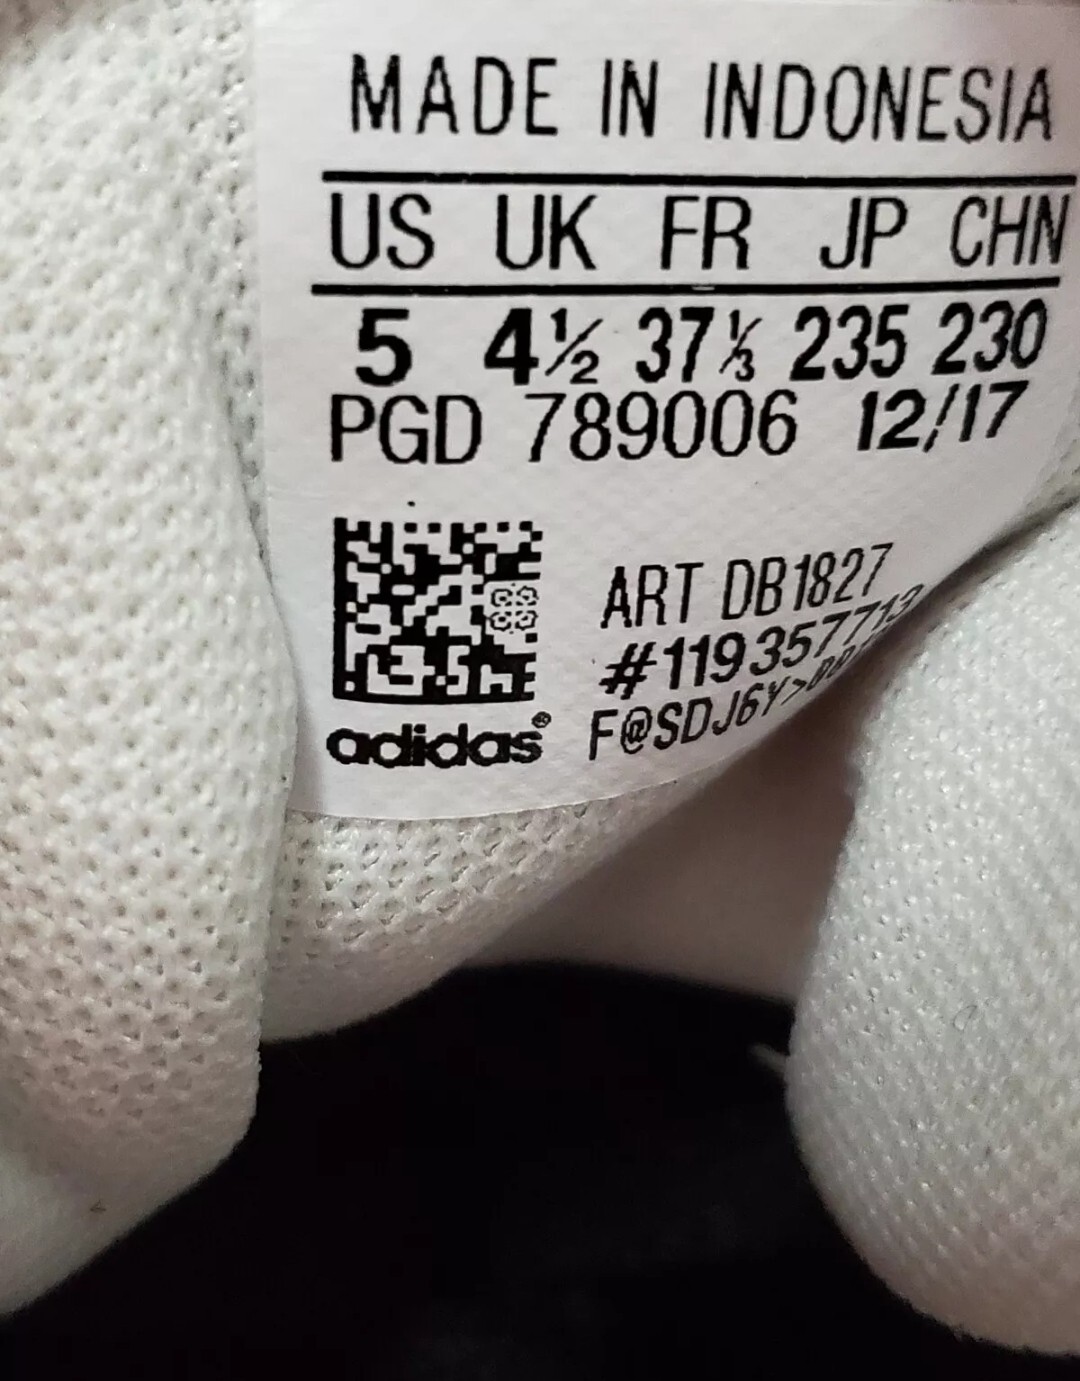 MADE IN INDONESIA
US UK FR JP CHN
5 4½ 37⅓ 235 230
PGD 789006 12/17
ART DB1827
#119357713
F@SDJ6Y>
adidas®